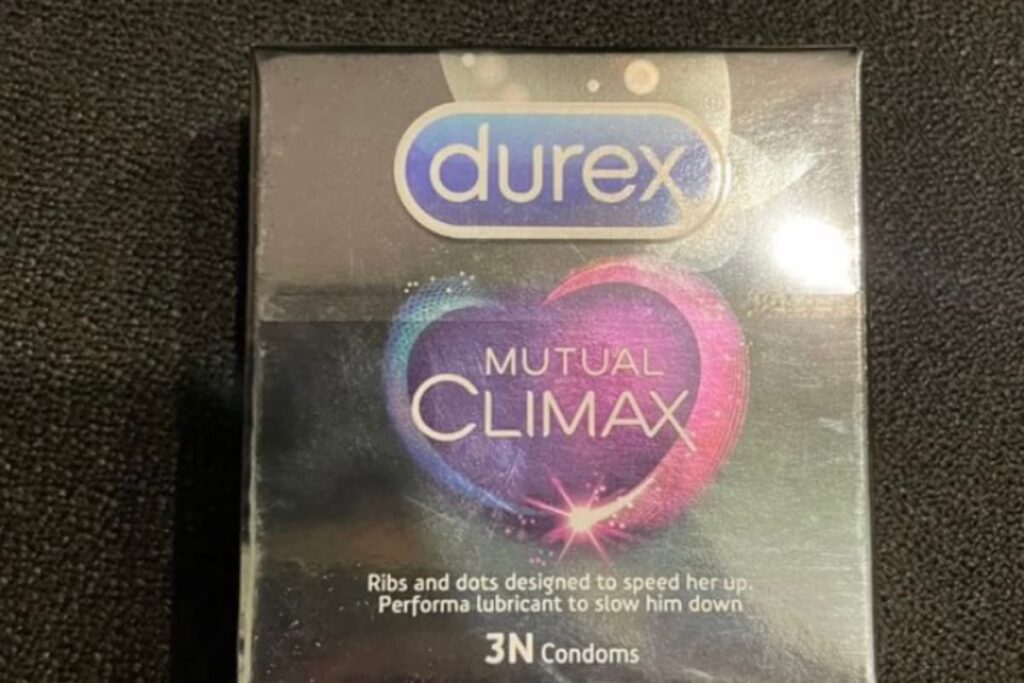 durex
MUTUAL
CLIMAX
Ribs and dots designed to speed her up.
Performa lubricant to slow him down
3N Condoms